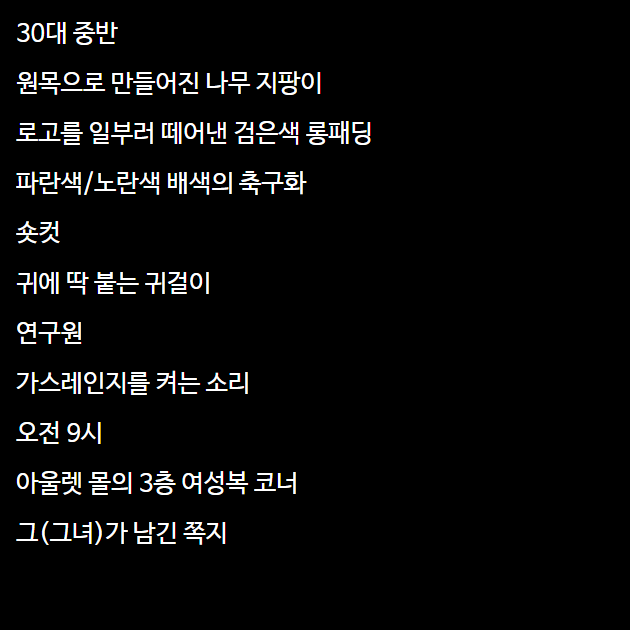 30대 중반
원목으로 만들어진 나무 지팡이
로고를 일부러 떼어낸 검은색 롱패딩
파란색/노란색 배색의 축구화
숏컷
귀에 딱 붙는 귀걸이
연구원
가스레인지를 켜는 소리
오전 9시
아울렛 몰의 3층 여성복 코너
그(그녀)가 남긴 쪽지